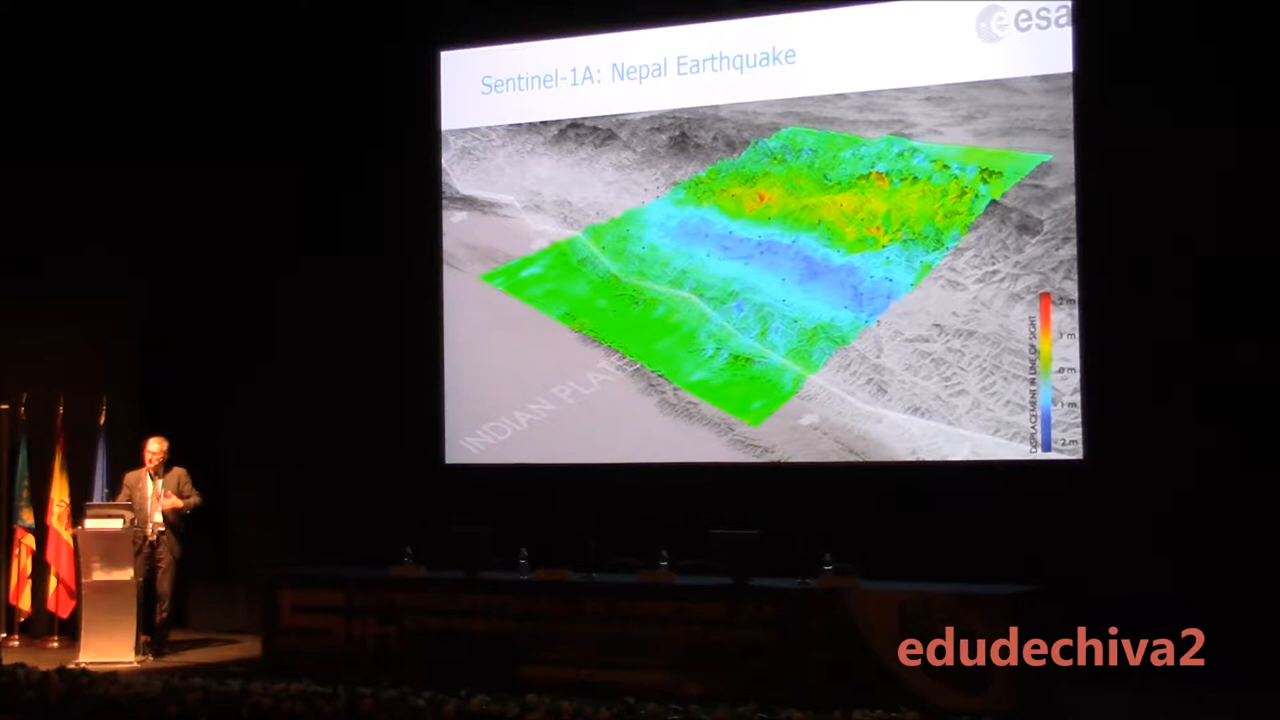 esa
Sentinel-1A: Nepal Earthquake
2 m
1 m
0 m
- 1 m
- 2 m
DISPLACEMENT IN LINE OF SIGHT
INDIAN PLATE
edudechiva2